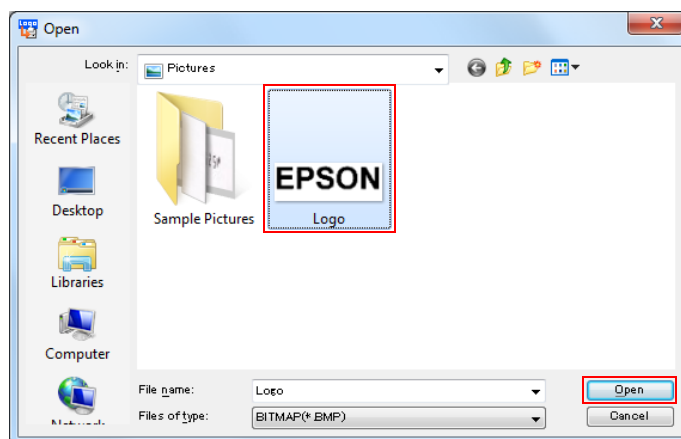 Open
Look in:
Pictures
Recent Places
Desktop
Libraries
Computer
EPSON
Sample Pictures
Logo
File name:
Logo
Open
Files of type:
BITMAP(*.BMP)
Cancel